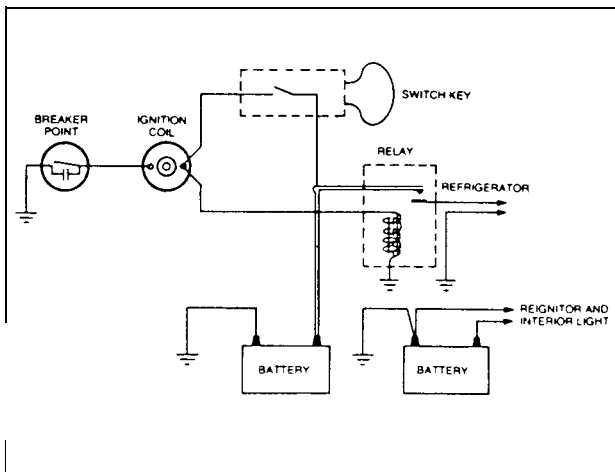 SWITCH KEY
BREAKER
POINT
IGNITION
COIL
RELAY
REFRIGERATOR
REIGNITOR AND
INTERIOR LIGHT
BATTERY
BATTERY